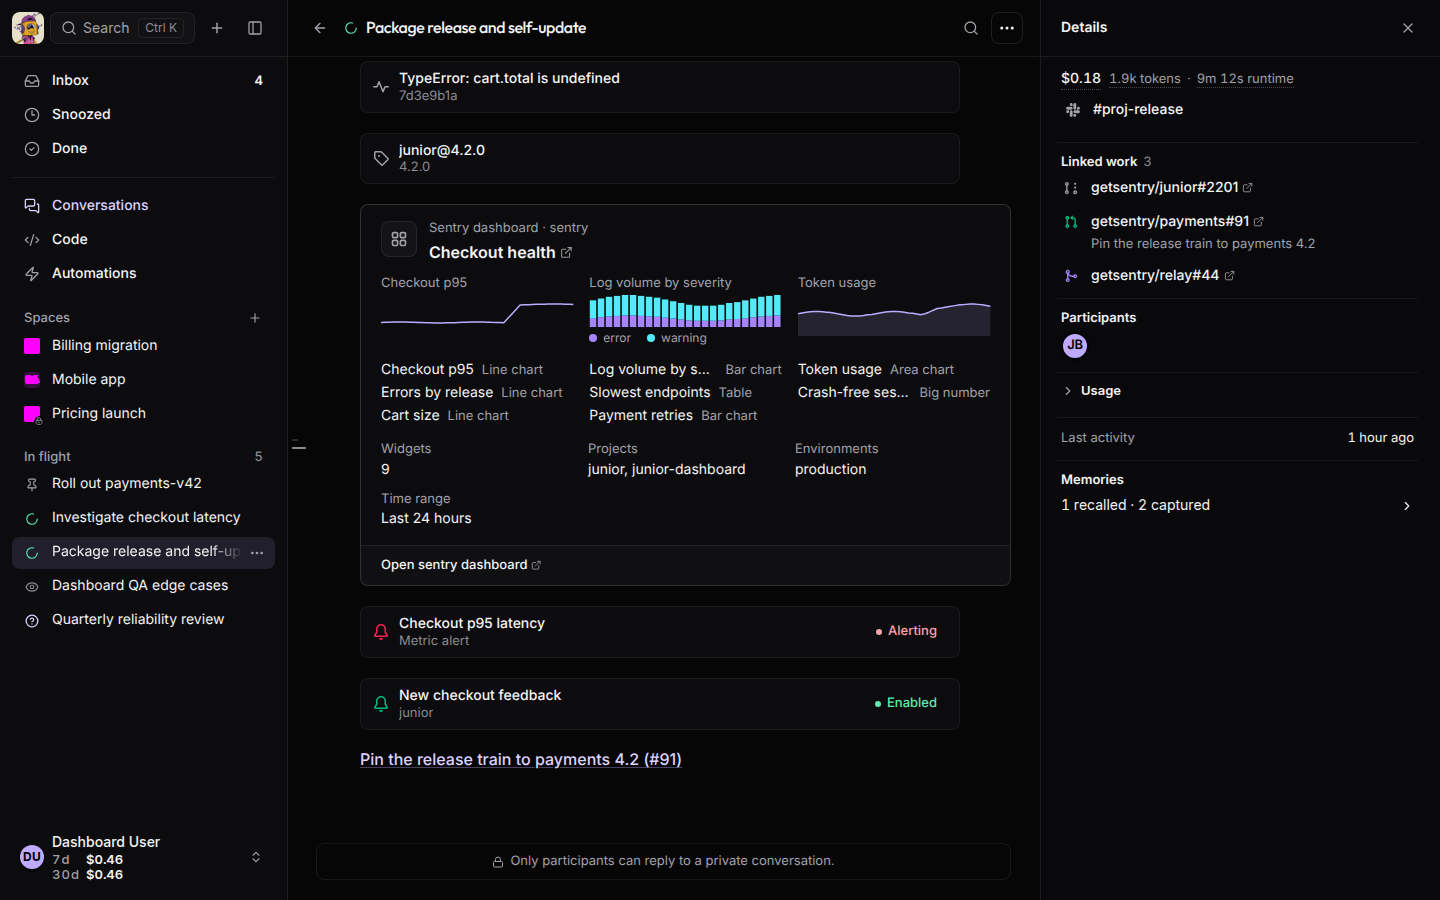 Search Ctrl K
Inbox 4
Snoozed
Done
Conversations
Code
Automations
Spaces
Billing migration
Mobile app
Pricing launch
In flight 5
Roll out payments-v42
Investigate checkout latency
Package release and self-up
Dashboard QA edge cases
Quarterly reliability review
DU
Dashboard User
7d $0.46
30d $0.46
Package release and self-update
TypeError: cart.total is undefined
7d3e9b1a
junior@4.2.0
4.2.0
Sentry dashboard · sentry
Checkout health
Checkout p95
Log volume by severity
error warning
Token usage
Checkout p95 Line chart
Log volume by s... Bar chart
Token usage Area chart
Errors by release Line chart
Slowest endpoints Table
Crash-free ses... Big number
Cart size Line chart
Payment retries Bar chart
Widgets
9
Projects
junior, junior-dashboard
Environments
production
Time range
Last 24 hours
Open sentry dashboard
Checkout p95 latency
Metric alert
Alerting
New checkout feedback
junior
Enabled
Pin the release train to payments 4.2 (#91)
Only participants can reply to a private conversation.
Details
$0.18 1.9k tokens · 9m 12s runtime
#proj-release
Linked work 3
getsentry/junior#2201
getsentry/payments#91
Pin the release train to payments 4.2
getsentry/relay#44
Participants
JB
Usage
Last activity 1 hour ago
Memories
1 recalled · 2 captured